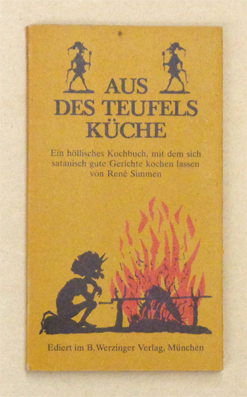 AUS
DES TEUFELS
KÜCHE
Ein höllisches Kochbuch, mit dem sich
satanisch gute Gerichte kochen lassen
von René Simmen
Ediert im B. Werzinger Verlag, München